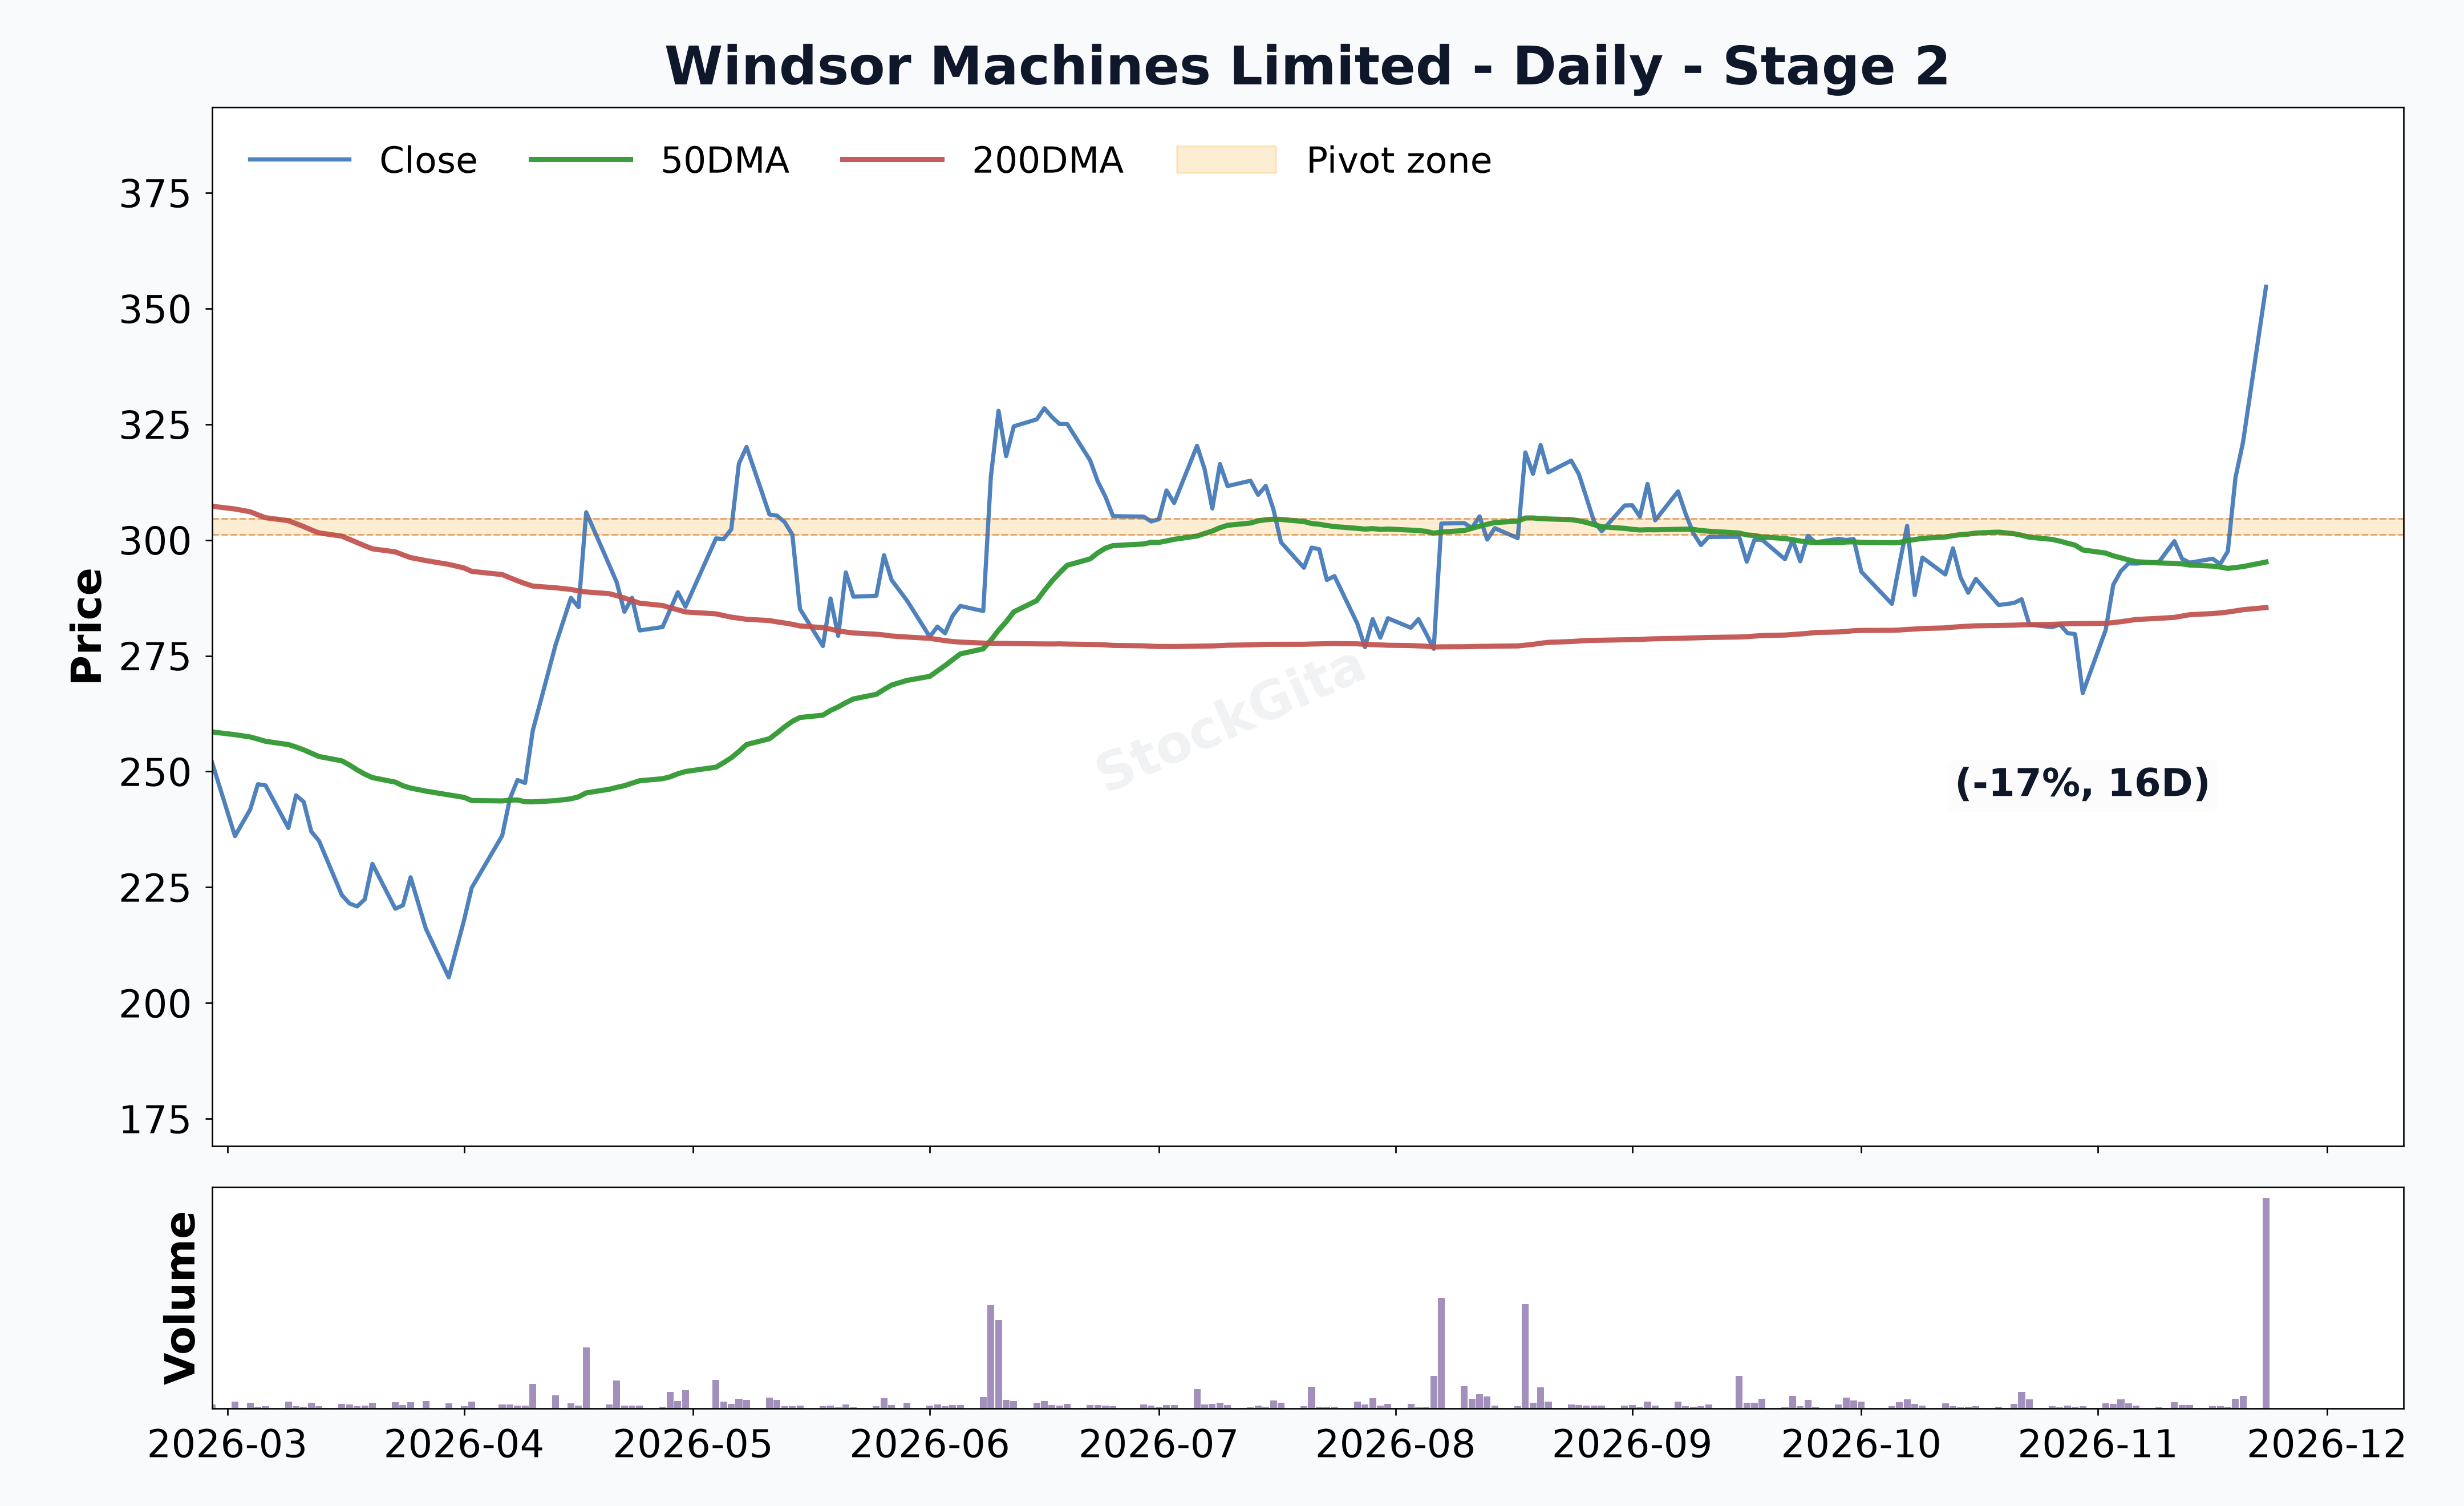 Windsor Machines Limited - Daily - Stage 2
Close 50DMA 200DMA Pivot zone
375
350
325
300
275
250
225
200
175
Price
StockGita
(-17%, 16D)
Volume
2026-03 2026-04 2026-05 2026-06 2026-07 2026-08 2026-09 2026-10 2026-11 2026-12